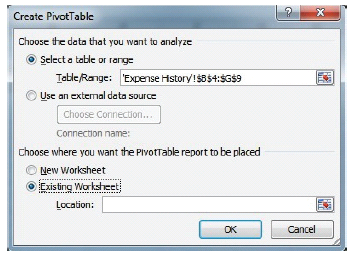 Create PivotTable
Choose the data that you want to analyze
Select a table or range
Table/Range: 'Expense History'!$B$4:$G$9
Use an external data source
Choose Connection...
Connection name:
Choose where you want the PivotTable report to be placed
New Worksheet
Existing Worksheet
Location:
OK Cancel